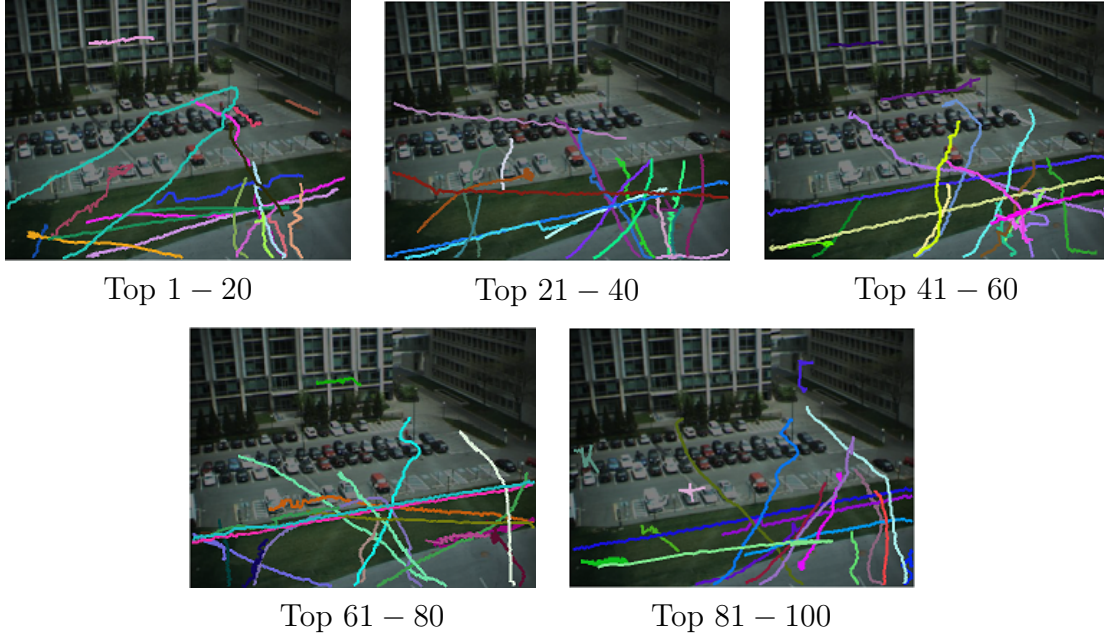 Top 1 – 20
Top 21 – 40
Top 41 – 60
Top 61 – 80
Top 81 – 100